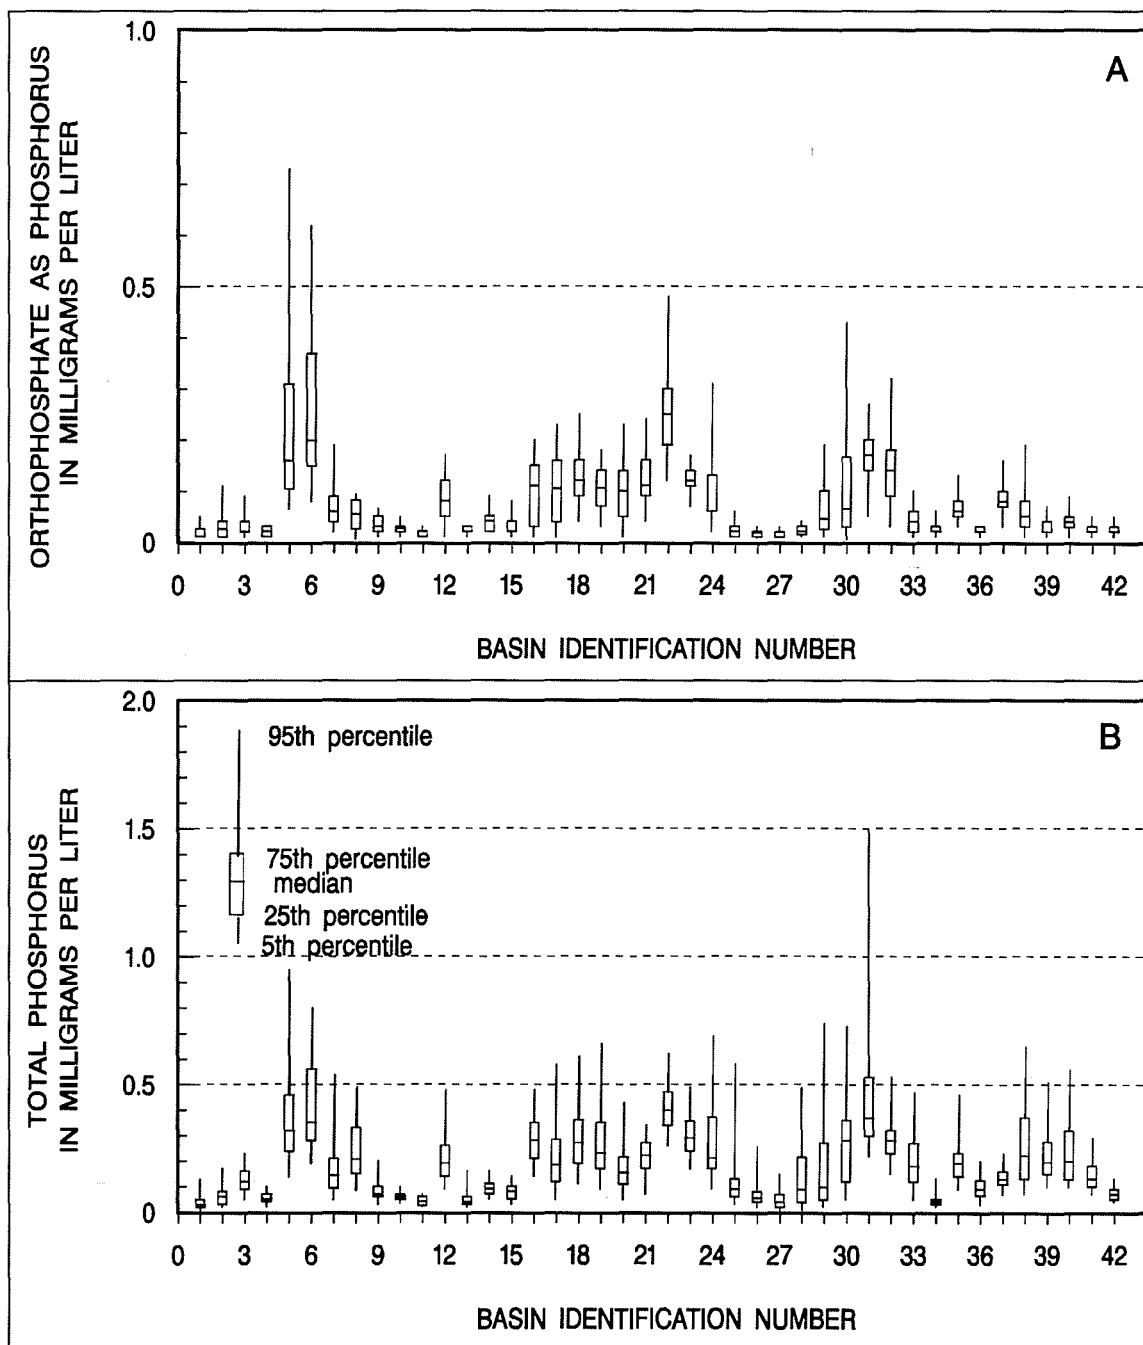 ORTHOPHOSPHATE AS PHOSPHORUS
IN MILLIGRAMS PER LITER
1.0
A
0.5
0
0 3 6 9 12 15 18 21 24 27 30 33 36 39 42
BASIN IDENTIFICATION NUMBER
TOTAL PHOSPHORUS
IN MILLIGRAMS PER LITER
2.0
95th percentile
B
1.5
75th percentile
median
25th percentile
5th percentile
1.0
0.5
0
0 3 6 9 12 15 18 21 24 27 30 33 36 39 42
BASIN IDENTIFICATION NUMBER